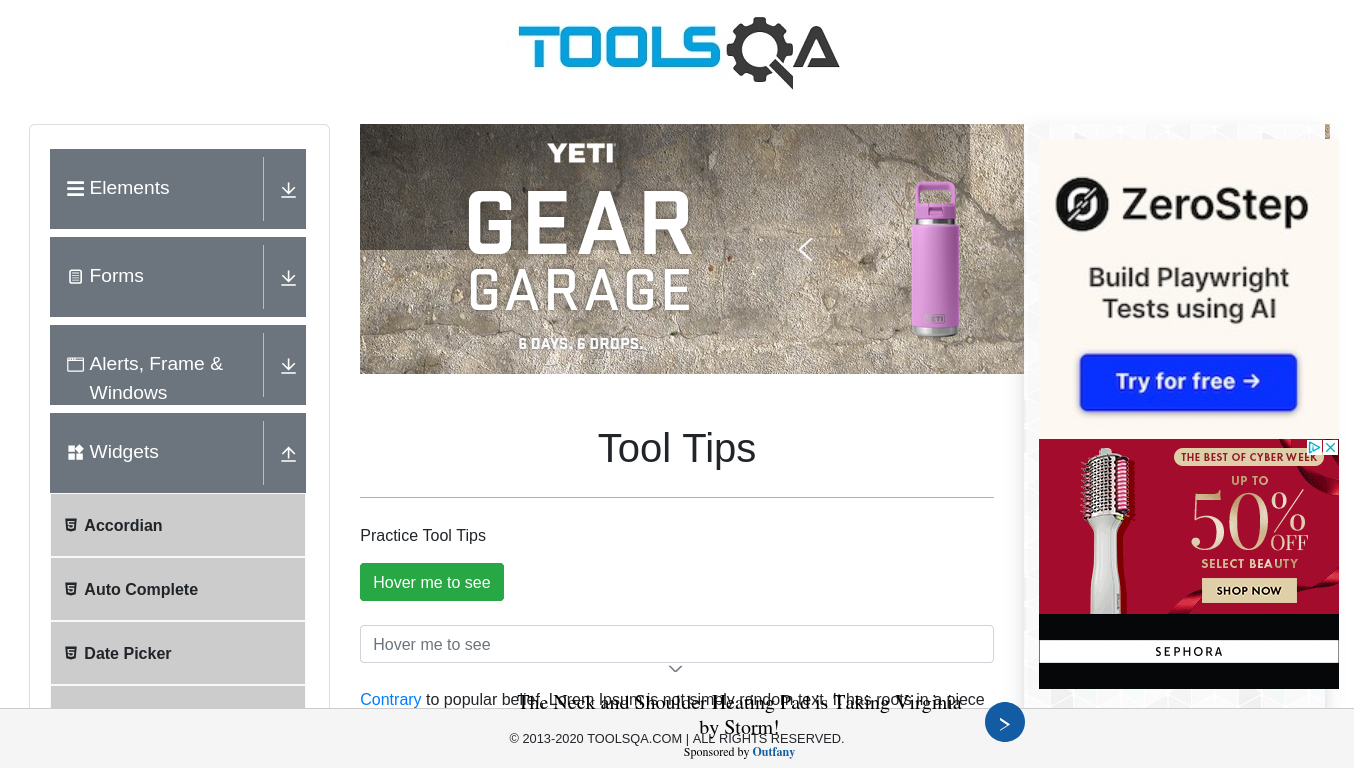 TOOLSQA
Elements
Forms
Alerts, Frame &
Windows
Widgets
Accordian
Auto Complete
Date Picker
YETI
GEAR
GARAGE
6 DAYS. 6 DROPS.
Tool Tips
Practice Tool Tips
Hover me to see
Hover me to see
Contrary to popular belief, Lorem Ipsum is not simply random text. It has roots in a piece
The Neck and Shoulder Heating Pad is Taking Virginia
by Storm!
© 2013-2020 TOOLSQA.COM | ALL RIGHTS RESERVED.
Sponsored by Outfany
ZeroStep
Build Playwright
Tests using AI
Try for free →
THE BEST OF CYBER WEEK
UP TO
50%
OFF
SELECT BEAUTY
SHOP NOW
SEPHORA